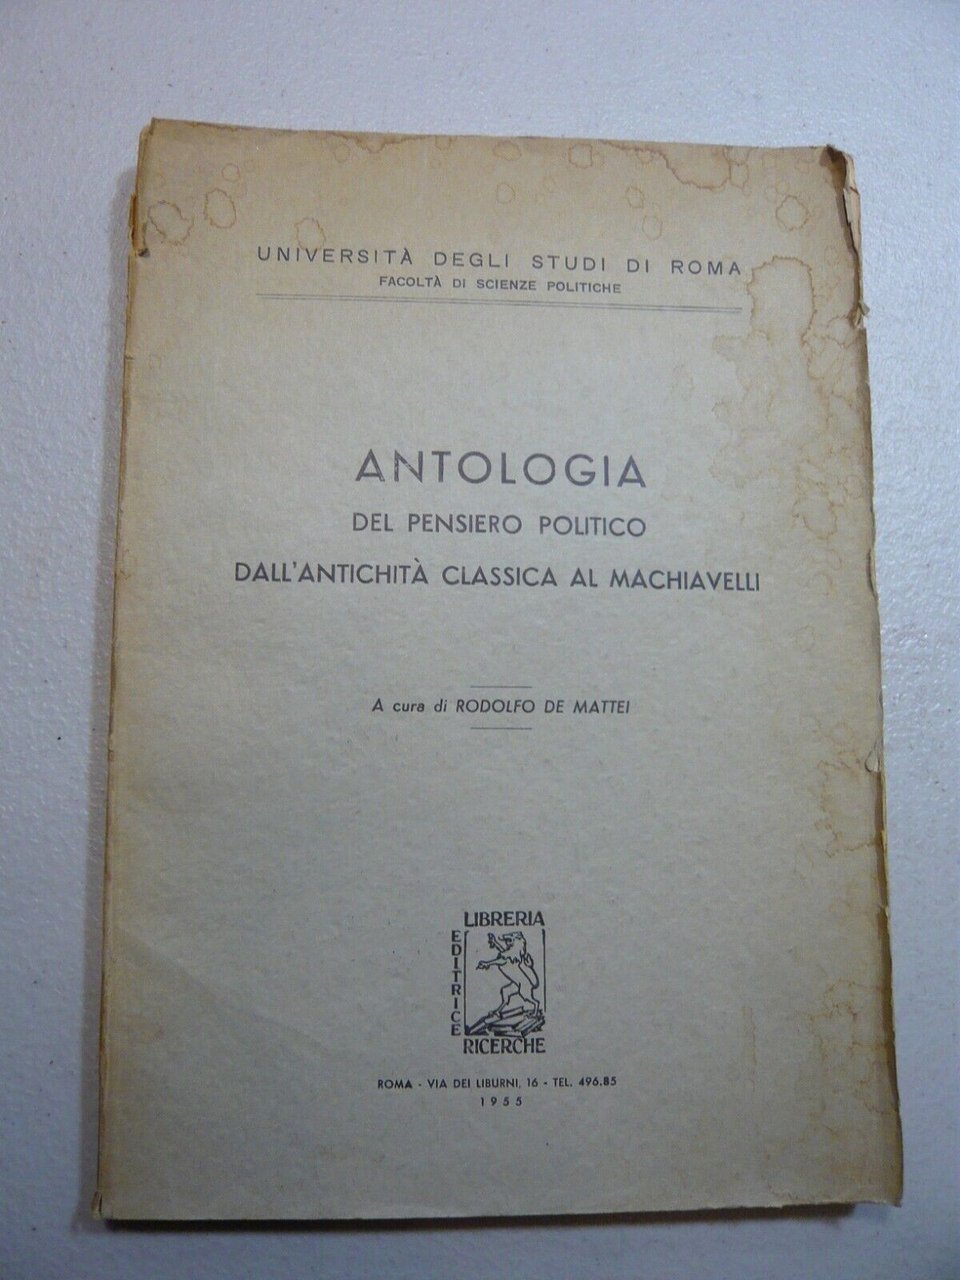 UNIVERSITÀ DEGLI STUDI DI ROMA
FACOLTÀ DI SCIENZE POLITICHE
ANTOLOGIA
DEL PENSIERO POLITICO
DALL'ANTICHITÀ CLASSICA AL MACHIAVELLI
A cura di RODOLFO DE MATTEI
LIBRERIA
EDITRICE
RICERCHE
ROMA - VIA DEI LIBURNI, 16 - TEL. 496.85
1955